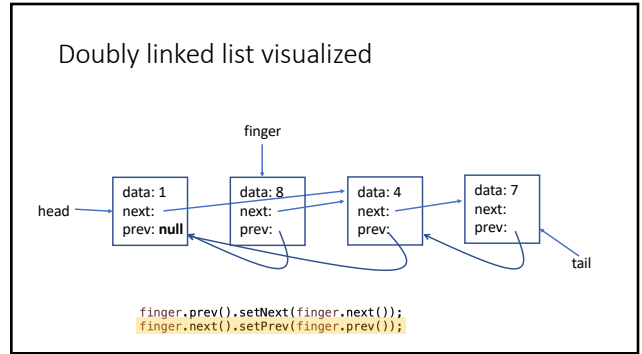 Doubly linked list visualized
finger
head
data: 1
next:
prev: null
data: 8
next:
prev:
data: 4
next:
prev:
data: 7
next:
prev:
tail
finger.prev().setNext(finger.next());
finger.next().setPrev(finger.prev());